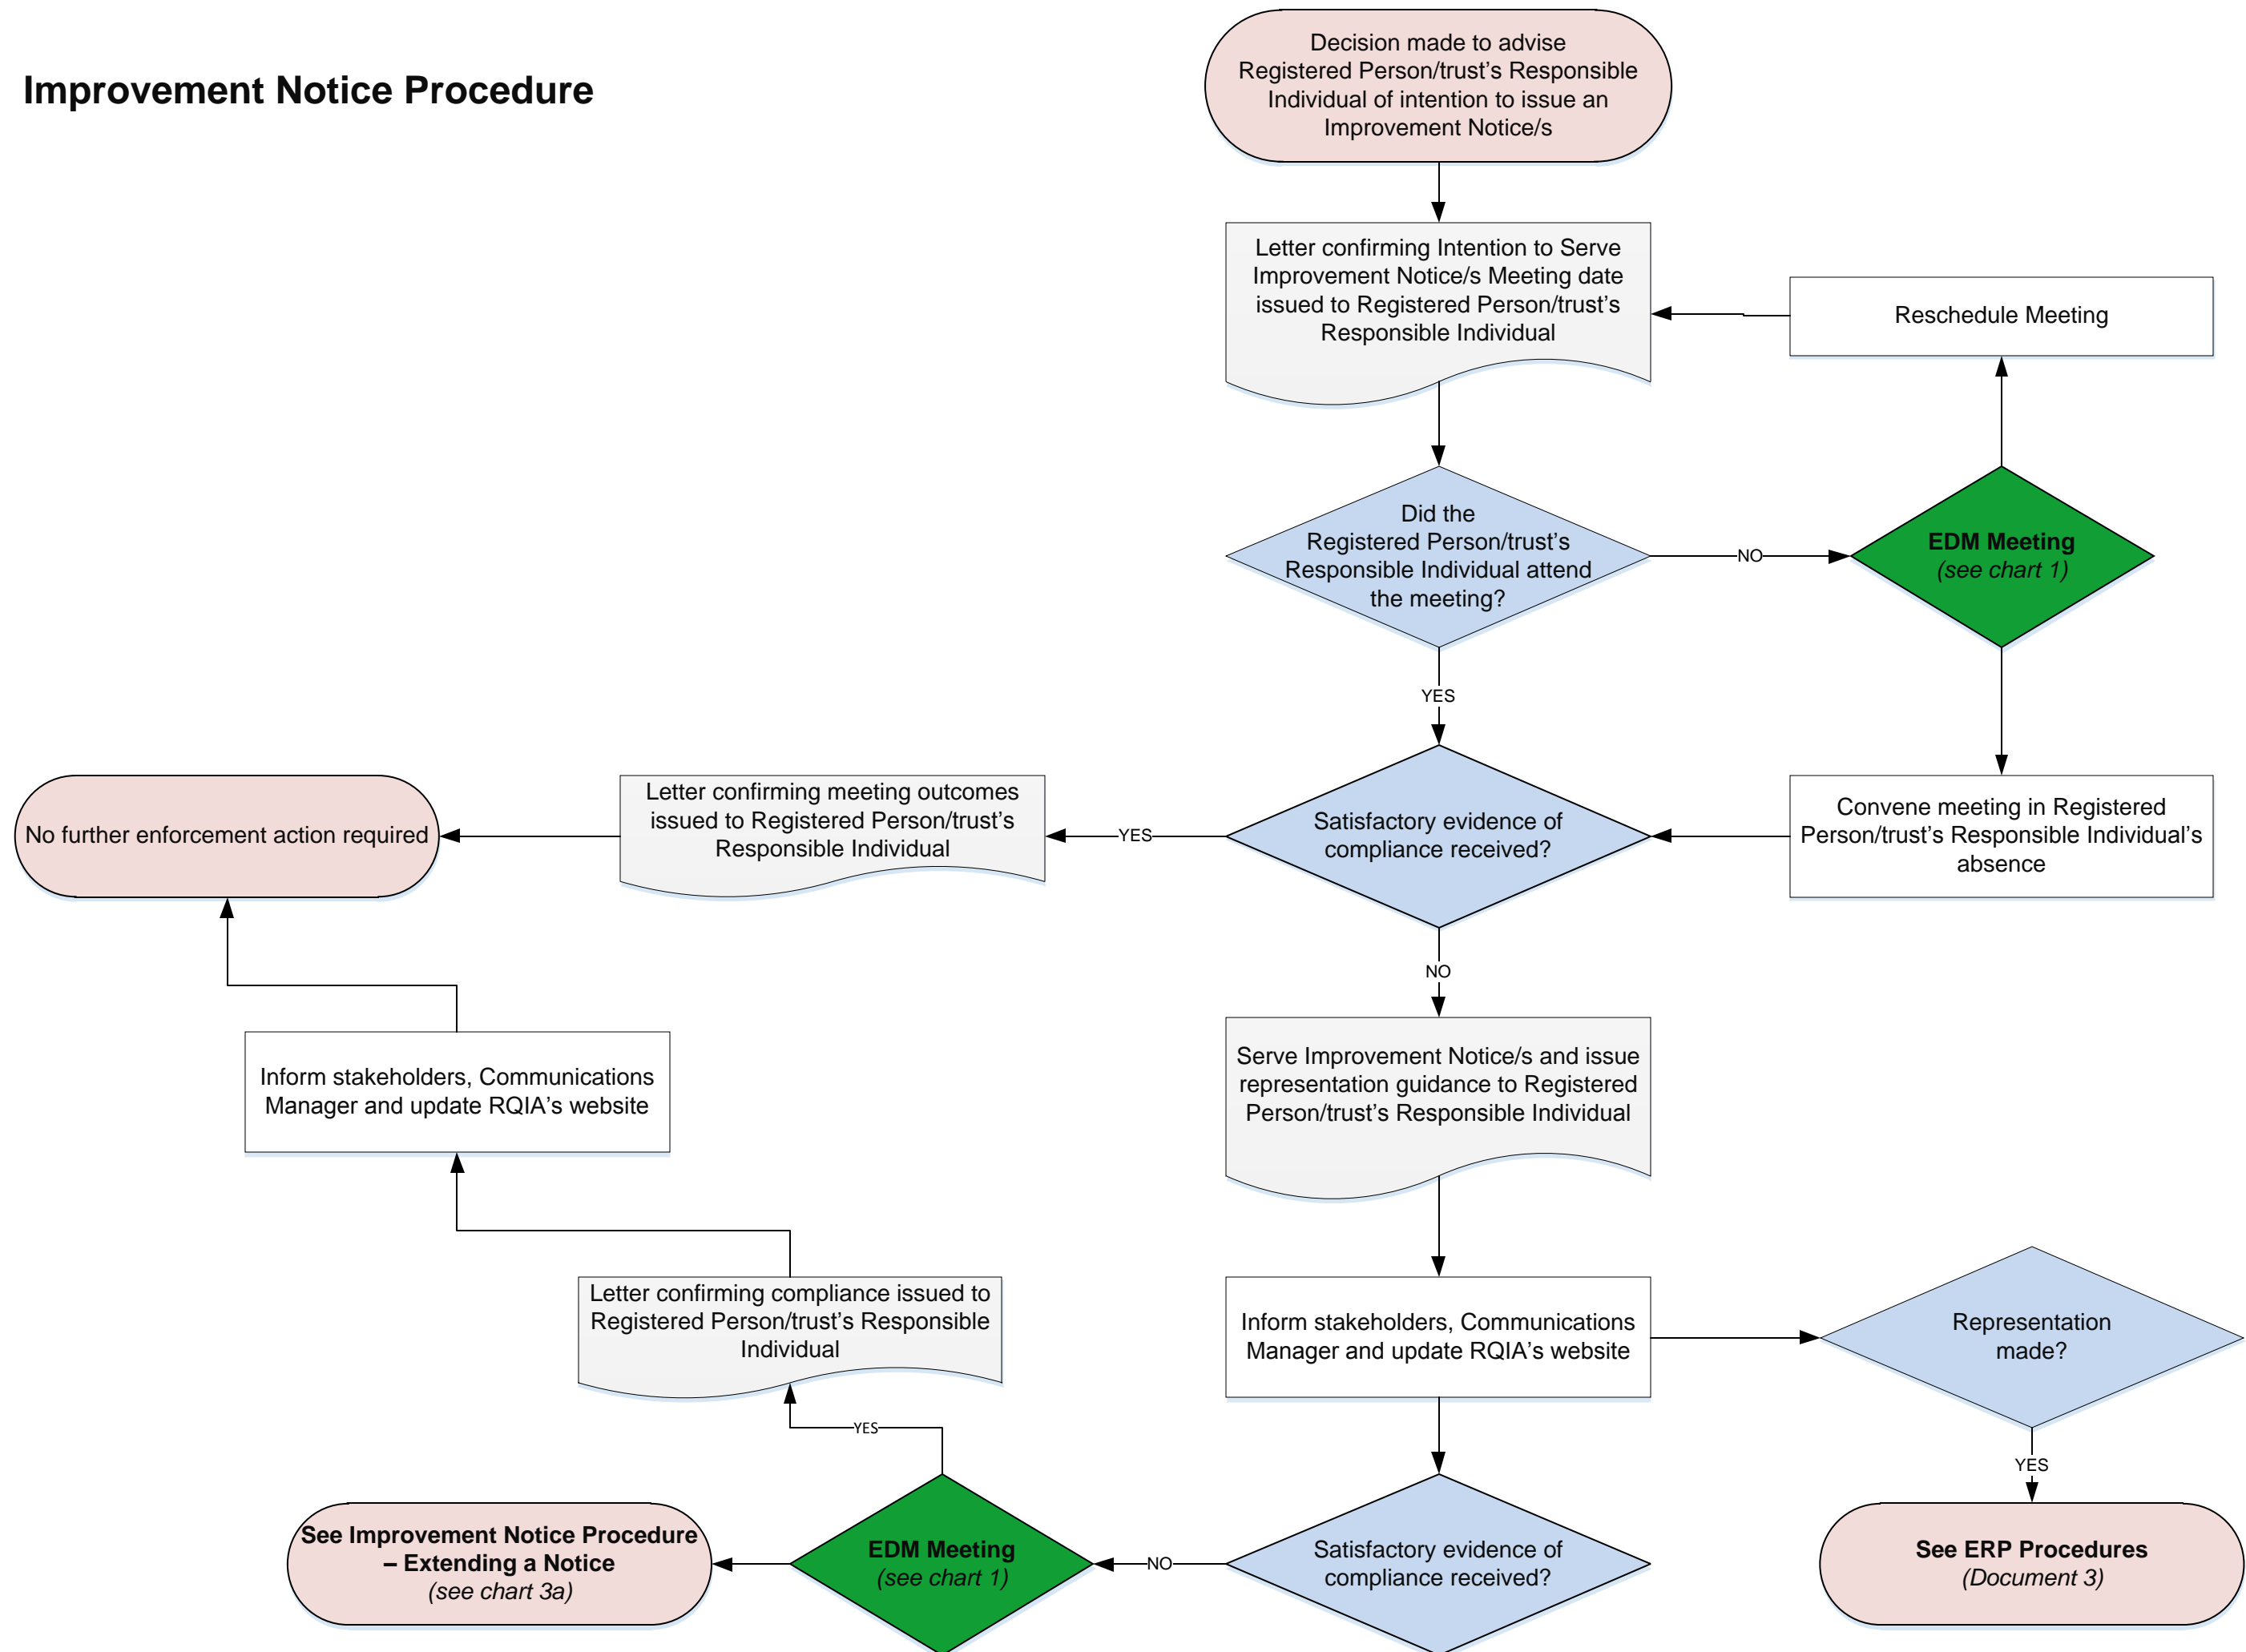 Improvement Notice Procedure
Decision made to advise
Registered Person/trust’s Responsible
Individual of intention to issue an
Improvement Notice/s
Letter confirming Intention to Serve
Improvement Notice/s Meeting date
issued to Registered Person/trust’s
Responsible Individual
Reschedule Meeting
Did the
Registered Person/trust’s
Responsible Individual attend
the meeting?
NO
EDM Meeting
(see chart 1)
YES
No further enforcement action required
Letter confirming meeting outcomes
issued to Registered Person/trust’s
Responsible Individual
YES
Satisfactory evidence of
compliance received?
Convene meeting in Registered
Person/trust’s Responsible Individual’s
absence
NO
Inform stakeholders, Communications
Manager and update RQIA’s website
Serve Improvement Notice/s and issue
representation guidance to Registered
Person/trust’s Responsible Individual
Letter confirming compliance issued to
Registered Person/trust’s Responsible
Individual
Inform stakeholders, Communications
Manager and update RQIA’s website
Representation
made?
YES
YES
See Improvement Notice Procedure
– Extending a Notice
(see chart 3a)
EDM Meeting
(see chart 1)
NO
Satisfactory evidence of
compliance received?
See ERP Procedures
(Document 3)